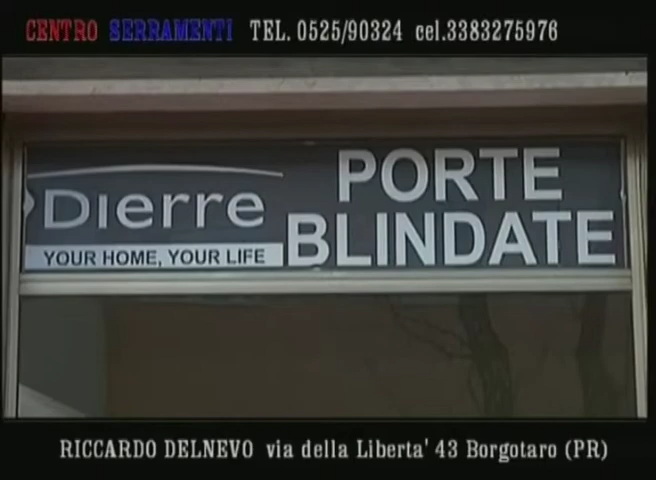 CENTRO SERRAMENTI TEL. 0525/90324 cel.3383275976
Dierre
YOUR HOME, YOUR LIFE
PORTE
BLINDATE
RICCARDO DELNEVO via della Liberta' 43 Borgotaro (PR)